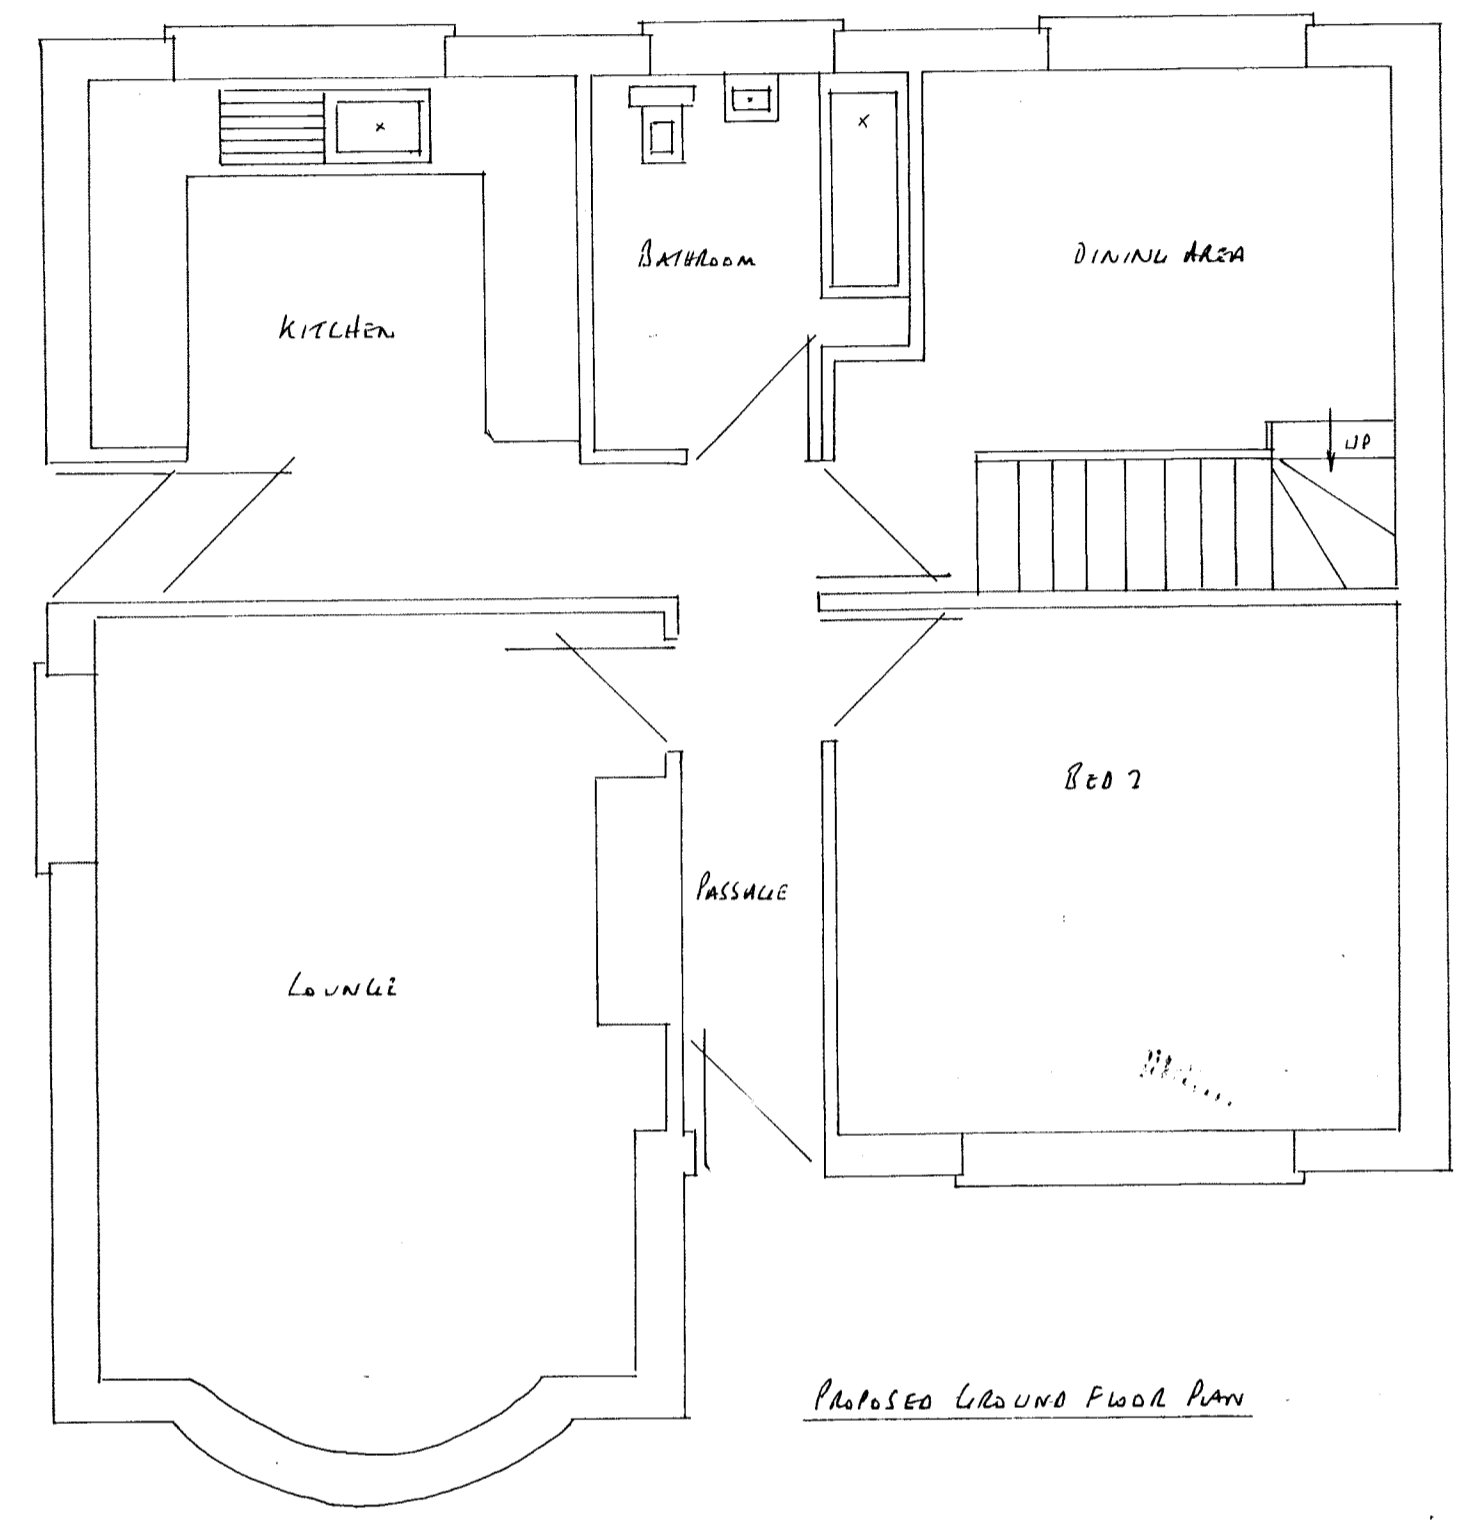 BATHROOM
DINING AREA
KITCHEN
UP
BED 2
PASSAGE
LOUNGE
PROPOSED GROUND FLOOR PLAN